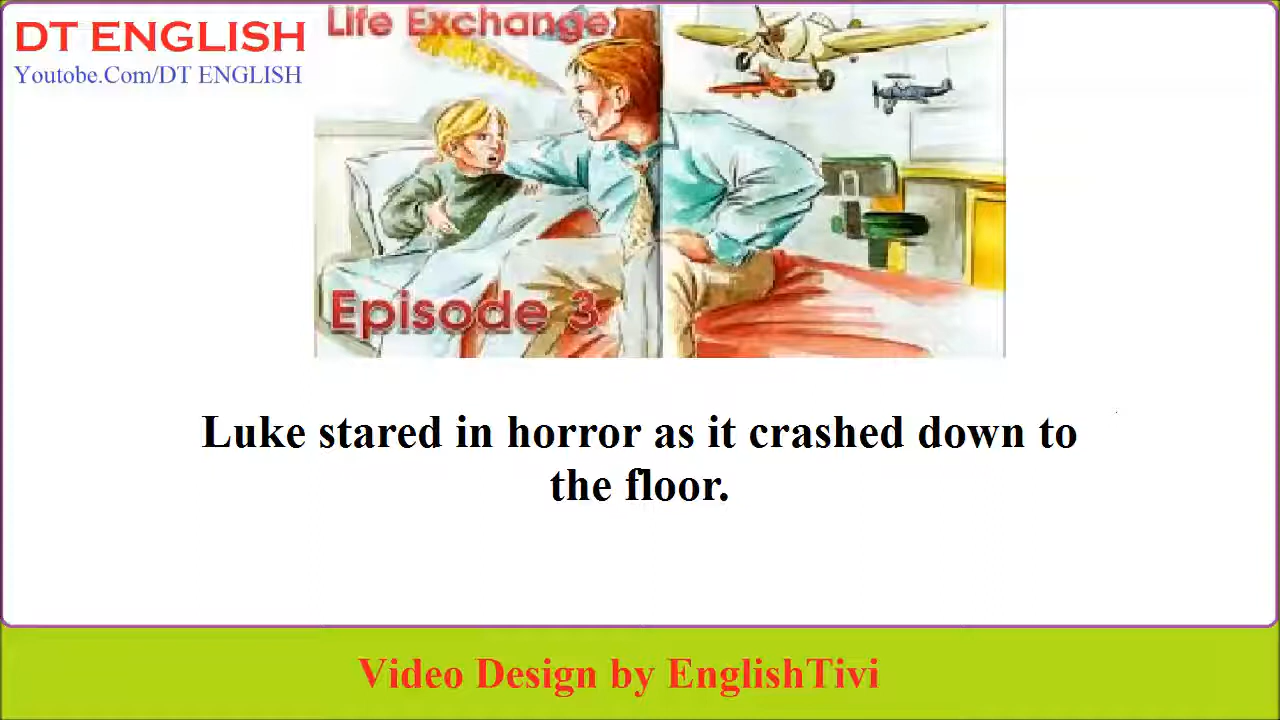 DT ENGLISH
Youtobe.Com/DT ENGLISH
Life Exchange
Episode 3
Luke stared in horror as it crashed down to
the floor.
Video Design by EnglishTivi